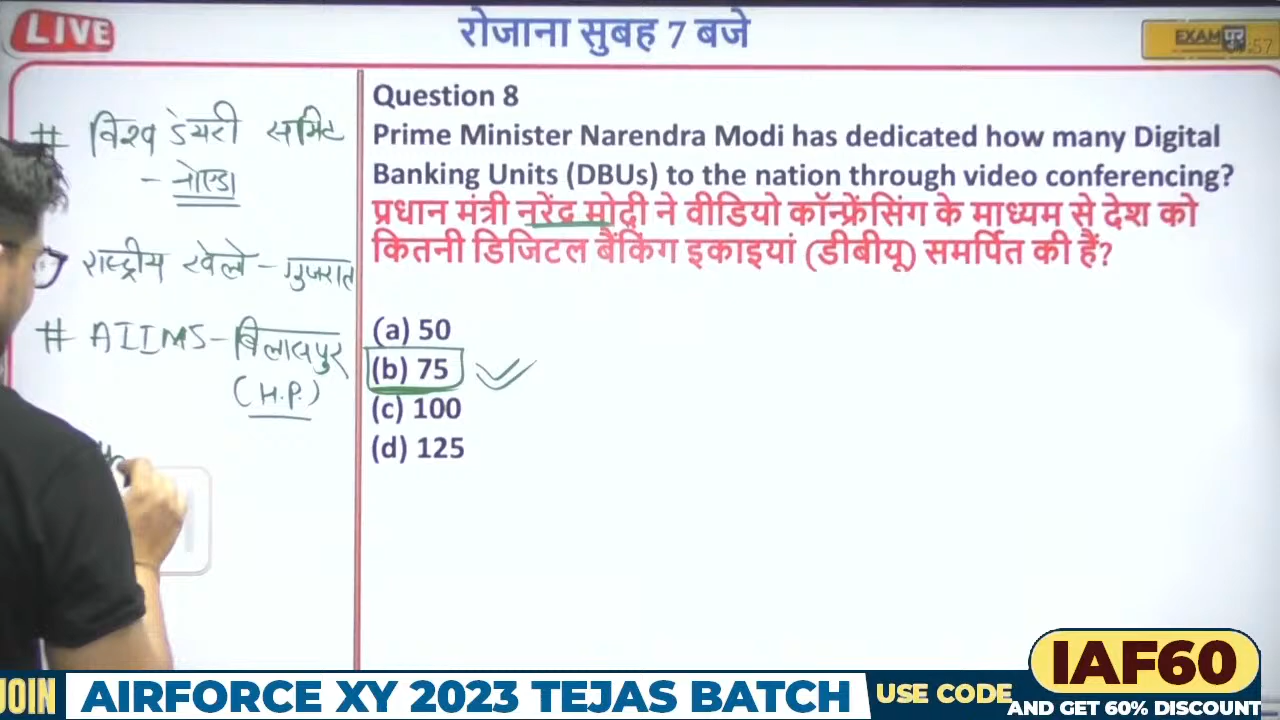 LIVE
रोजाना सुबह 7 बजे
EXAM पुर
:57
# विश्व डेयरी समिट
- नोएडा
राष्ट्रीय खेलो - गुजरात
# AIIMS - बिलासपुर
(H.P.)
Question 8
Prime Minister Narendra Modi has dedicated how many Digital
Banking Units (DBUs) to the nation through video conferencing?
प्रधान मंत्री नरेंद्र मोदी ने वीडियो कॉन्फ्रेंसिंग के माध्यम से देश को
कितनी डिजिटल बैंकिंग इकाइयां (डीबीयू) समर्पित की हैं?
(a) 50
(b) 75
(c) 100
(d) 125
JOIN AIRFORCE XY 2023 TEJAS BATCH USE CODE IAF60
AND GET 60% DISCOUNT